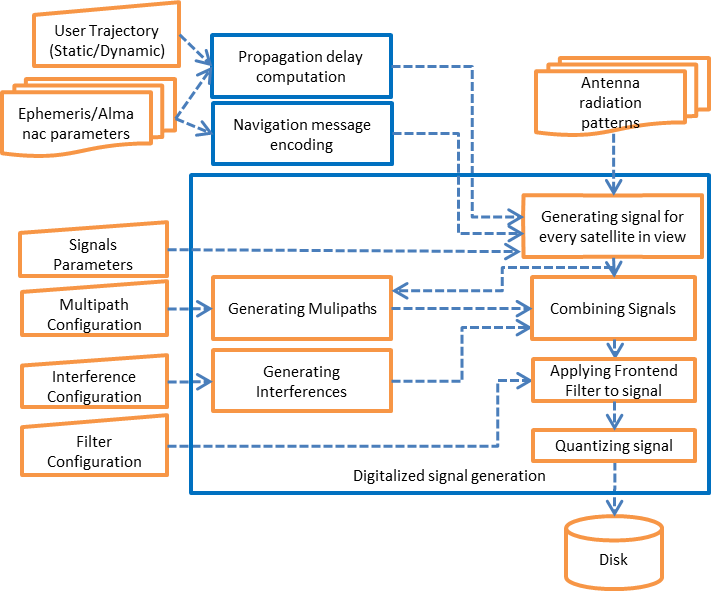 User Trajectory
(Static/Dynamic)
Propagation delay
computation
Ephemeris/Alma
nac parameters
Navigation message
encoding
Antenna
radiation
patterns
Generating signal for
every satellite in view
Signals
Parameters
Multipath
Configuration
Generating Mulipaths
Combining Signals
Interference
Configuration
Generating
Interferences
Applying Frontend
Filter to signal
Filter
Configuration
Quantizing signal
Digitalized signal generation
Disk